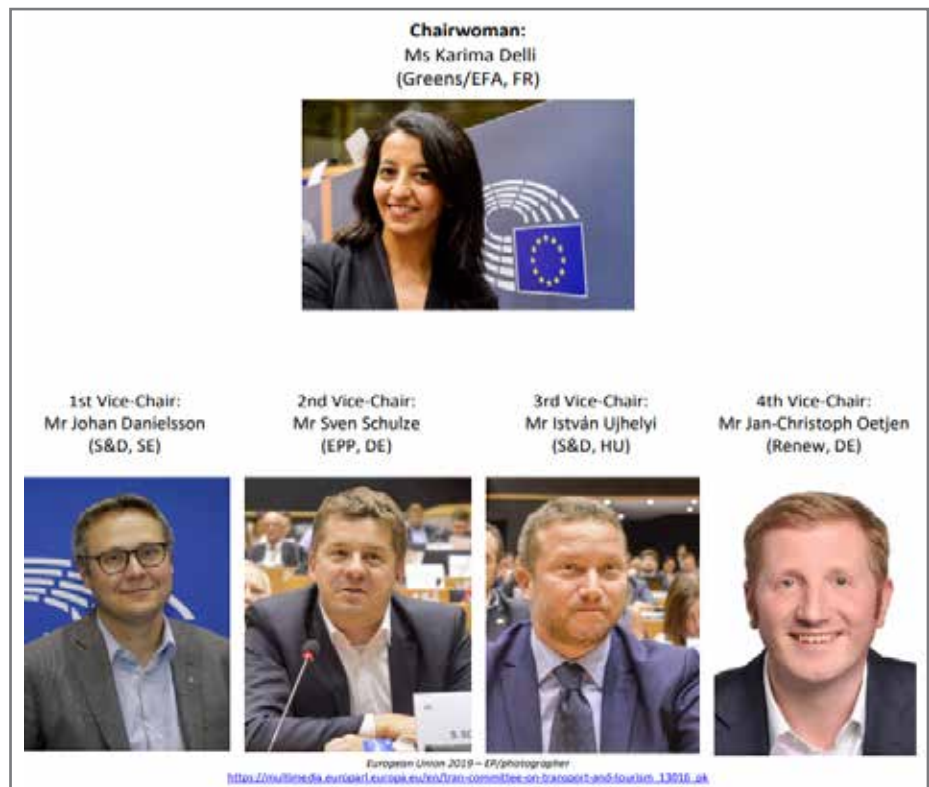 Chairwoman:
Ms Karima Delli
(Greens/EFA, FR)
1st Vice-Chair:
Mr Johan Danielsson
(S&D, SE)
2nd Vice-Chair:
Mr Sven Schulze
(EPP, DE)
3rd Vice-Chair:
Mr István Ujhelyi
(S&D, HU)
4th Vice-Chair:
Mr Jan-Christoph Oetjen
(Renew, DE)
S.SC
European Union 2019 – EP/photographer
https://multimedia.europarl.europa.eu/en/tran-committee-on-transport-and-tourism_13016_pk